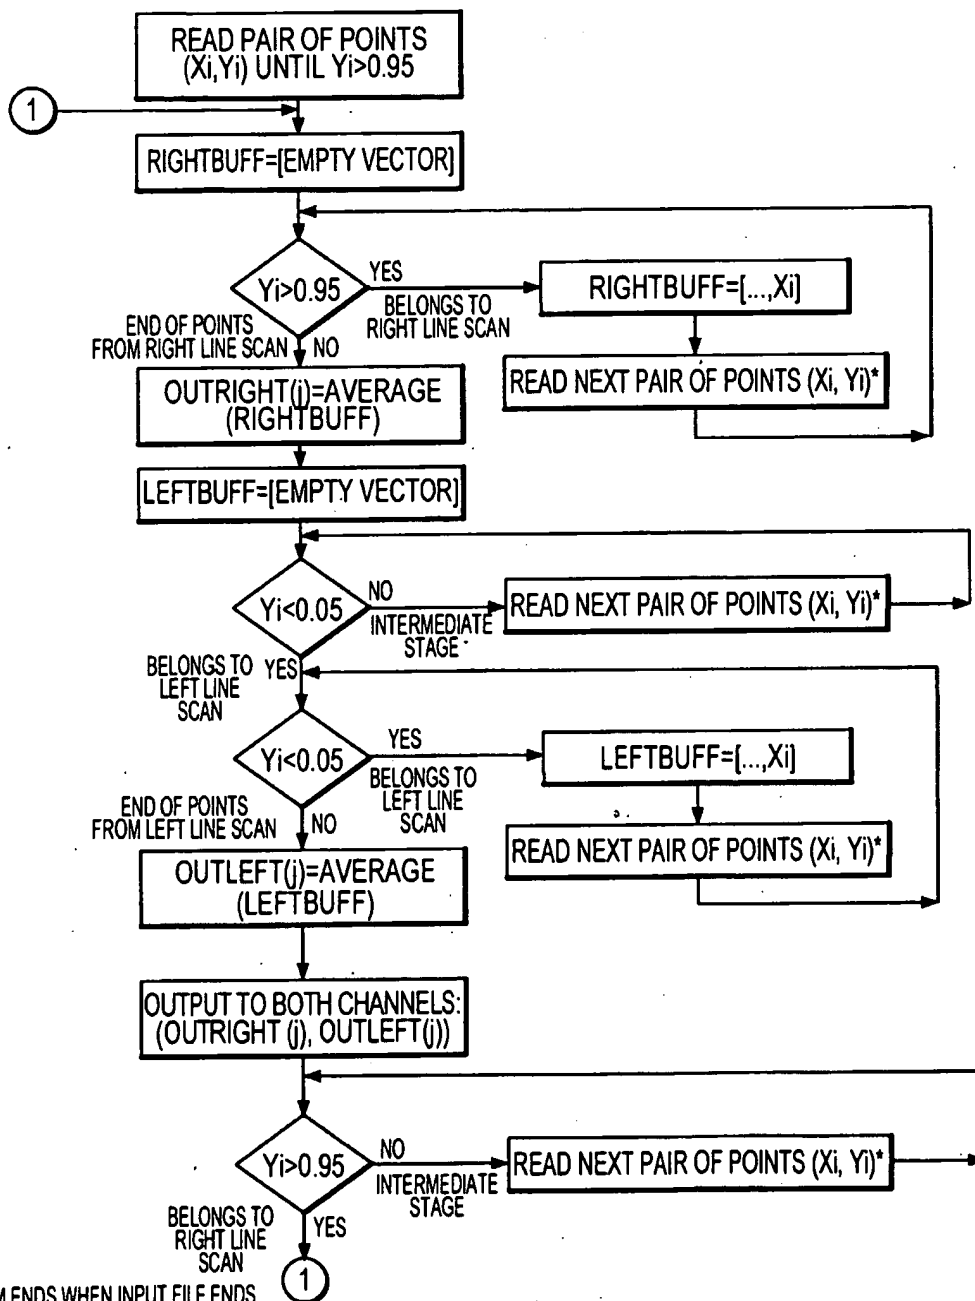 READ PAIR OF POINTS
(Xi,Yi) UNTIL Yi>0.95
1
RIGHTBUFF=[EMPTY VECTOR]
Yi>0.95
YES
BELONGS TO
RIGHT LINE SCAN
RIGHTBUFF=[...,Xi]
READ NEXT PAIR OF POINTS (Xi, Yi)*
END OF POINTS
FROM RIGHT LINE SCAN
NO
OUTRIGHT(j)=AVERAGE
(RIGHTBUFF)
LEFTBUFF=[EMPTY VECTOR]
Yi<0.05
NO
INTERMEDIATE
STAGE
READ NEXT PAIR OF POINTS (Xi, Yi)*
BELONGS TO
LEFT LINE
SCAN
YES
Yi<0.05
YES
BELONGS TO
LEFT LINE
SCAN
LEFTBUFF=[...,Xi]
READ NEXT PAIR OF POINTS (Xi, Yi)*
END OF POINTS
FROM LEFT LINE SCAN
NO
OUTLEFT(j)=AVERAGE
(LEFTBUFF)
OUTPUT TO BOTH CHANNELS:
(OUTRIGHT (j), OUTLEFT(j))
Yi>0.95
NO
INTERMEDIATE
STAGE
READ NEXT PAIR OF POINTS (Xi, Yi)*
BELONGS TO
RIGHT LINE
SCAN
YES
1
ENDS WHEN INPUT FILE ENDS